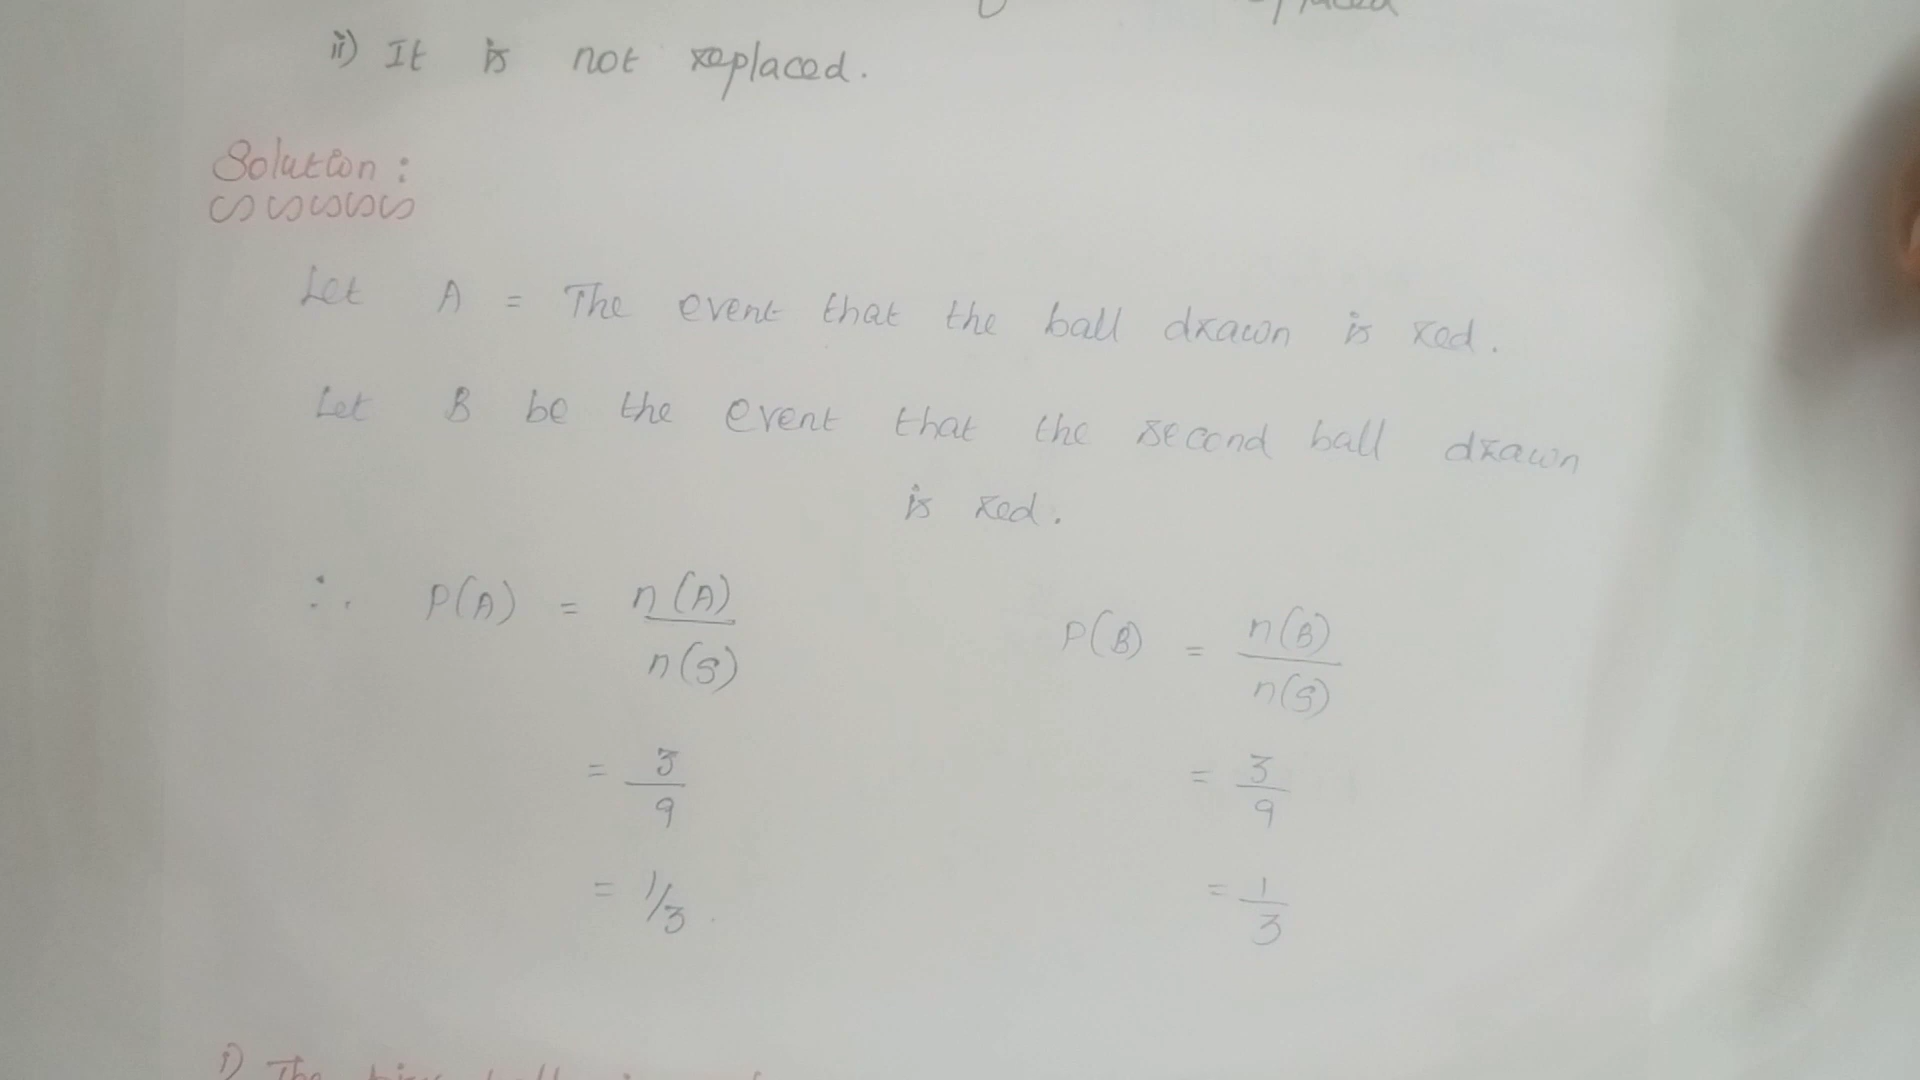 ii) It is not replaced.
Solution :
Let A = The event that the ball drawn is red.
Let B be the event that the second ball drawn
is red.
∴ P(A) = n(A)/n(S)    P(B) = n(B)/n(S)
= 3/9    = 3/9
= 1/3.    = 1/3
i) The